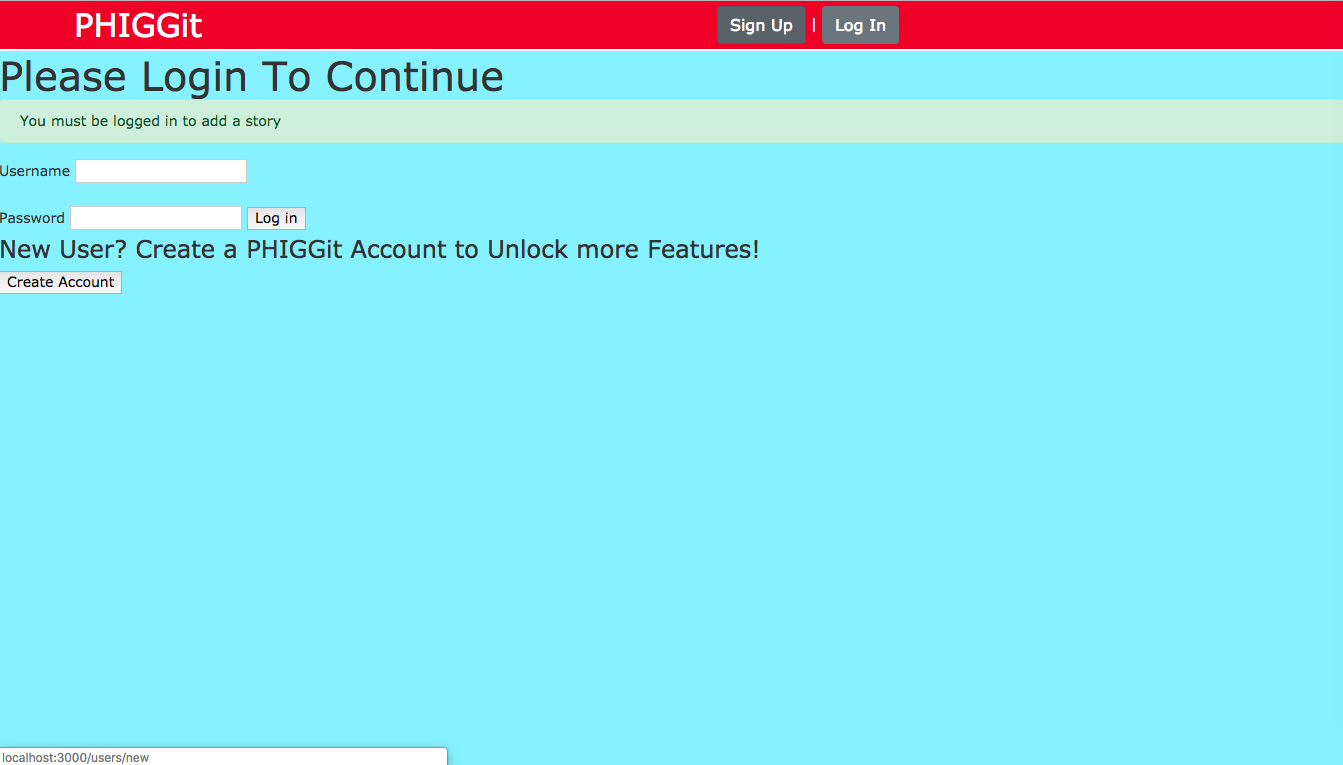 PHIGGit
Sign Up | Log In
Please Login To Continue
You must be logged in to add a story
Username
Password Log in
New User? Create a PHIGGit Account to Unlock more Features!
Create Account
localhost:3000/users/new